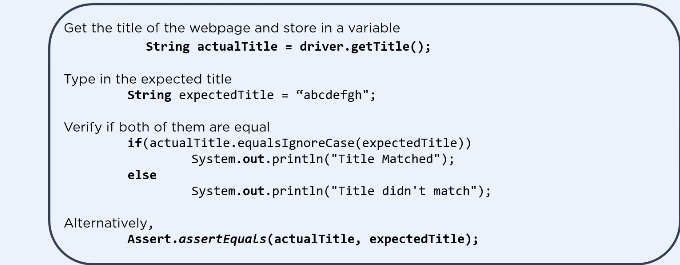 Get the title of the webpage and store in a variable
String actualTitle = driver.getTitle();
Type in the expected title
String expectedTitle = “abcdefgh";
Verify if both of them are equal
if(actualTitle.equalsIgnoreCase(expectedTitle))
System.out.println("Title Matched");
else
System.out.println("Title didn't match");
Alternatively,
Assert.assertEquals(actualTitle, expectedTitle);